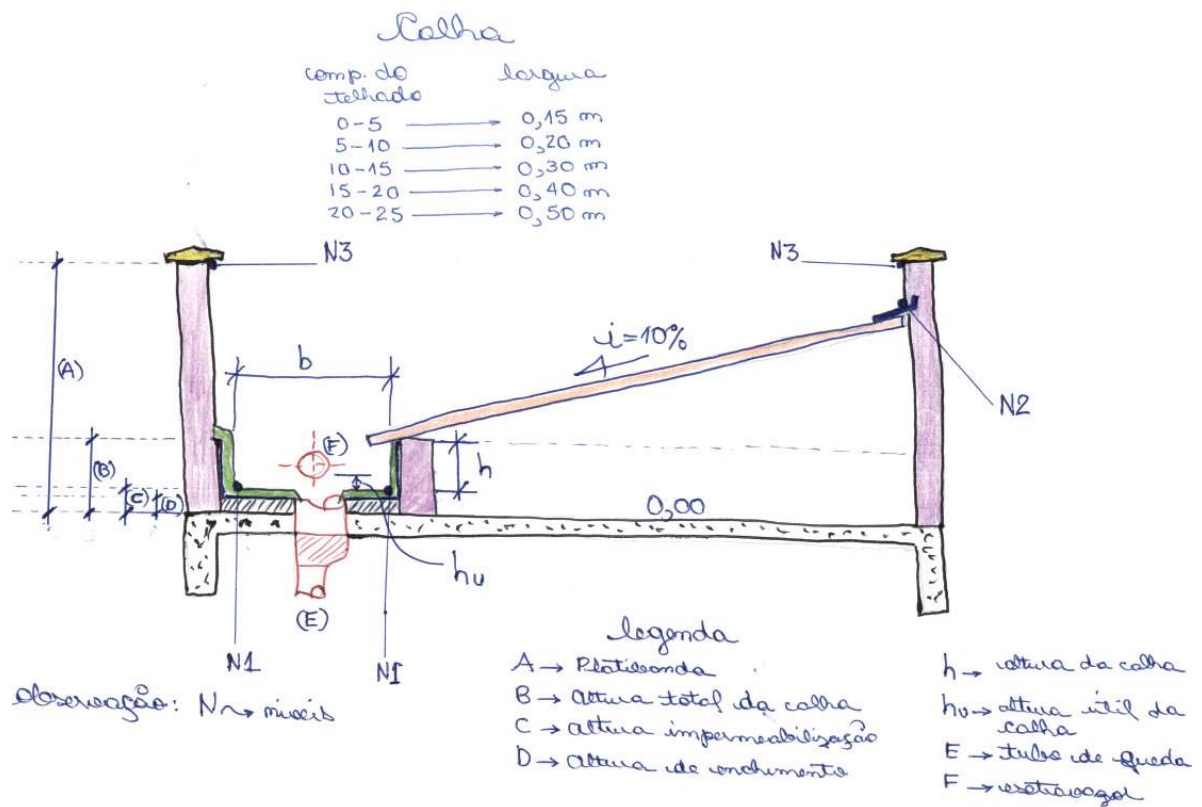 Calha
comp. do telhado largura
0-5 → 0,15 m
5-10 → 0,20 m
10-15 → 0,30 m
15-20 → 0,40 m
20-25 → 0,50 m
N3
N3
i=10%
(A)
b
N2
(B)
(F)
h
(C)
(D)
0,00
hu
(E)
N1
N1
observação: N → níveis
legenda
A → Platibanda
B → altura total da calha
C → altura impermeabilização
D → altura de enchimento
h → altura da calha
hu → altura útil da
calha
E → tubo de queda
F → extravazor